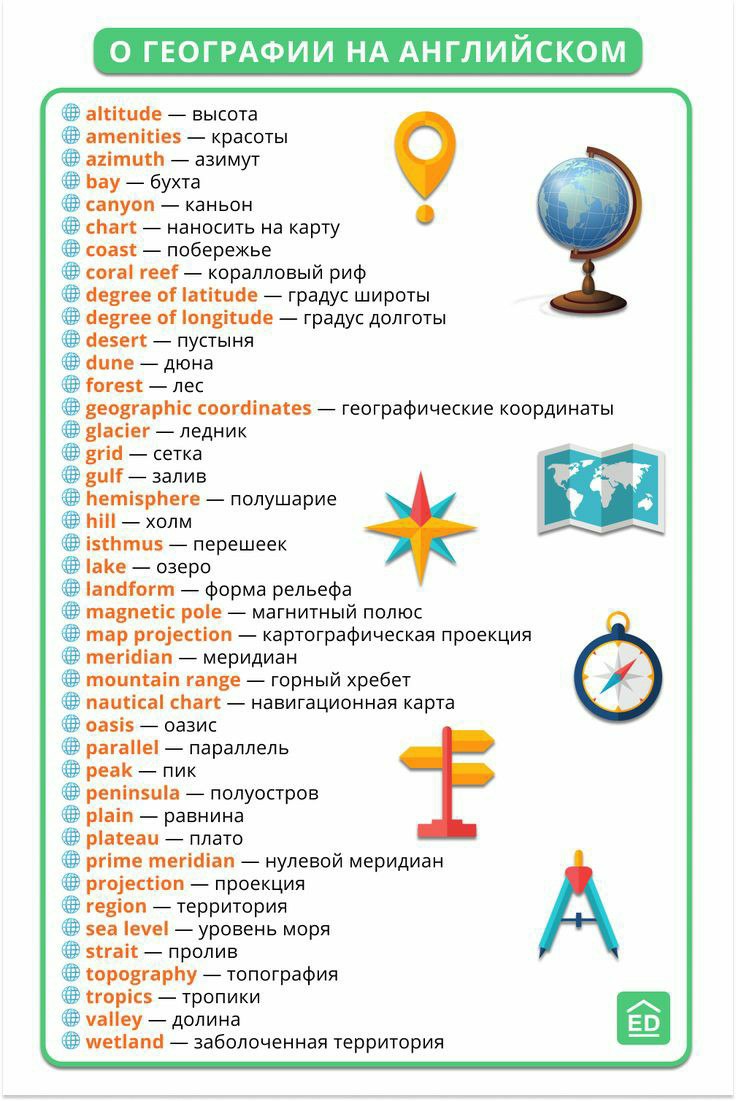 О ГЕОГРАФИИ НА АНГЛИЙСКОМ
altitude — высота
amenities — красоты
azimuth — азимут
bay — бухта
canyon — каньон
chart — наносить на карту
coast — побережье
coral reef — коралловый риф
degree of latitude — градус широты
degree of longitude — градус долготы
desert — пустыня
dune — дюна
forest — лес
geographic coordinates — географические координаты
glacier — ледник
grid — сетка
gulf — залив
hemisphere — полушарие
hill — холм
isthmus — перешеек
lake — озеро
landform — форма рельефа
magnetic pole — магнитный полюс
map projection — картографическая проекция
meridian — меридиан
mountain range — горный хребет
nautical chart — навигационная карта
oasis — оазис
parallel — параллель
peak — пик
peninsula — полуостров
plain — равнина
plateau — плато
prime meridian — нулевой меридиан
projection — проекция
region — территория
sea level — уровень моря
strait — пролив
topography — топография
tropics — тропики
valley — долина
wetland — заболоченная территория
ED